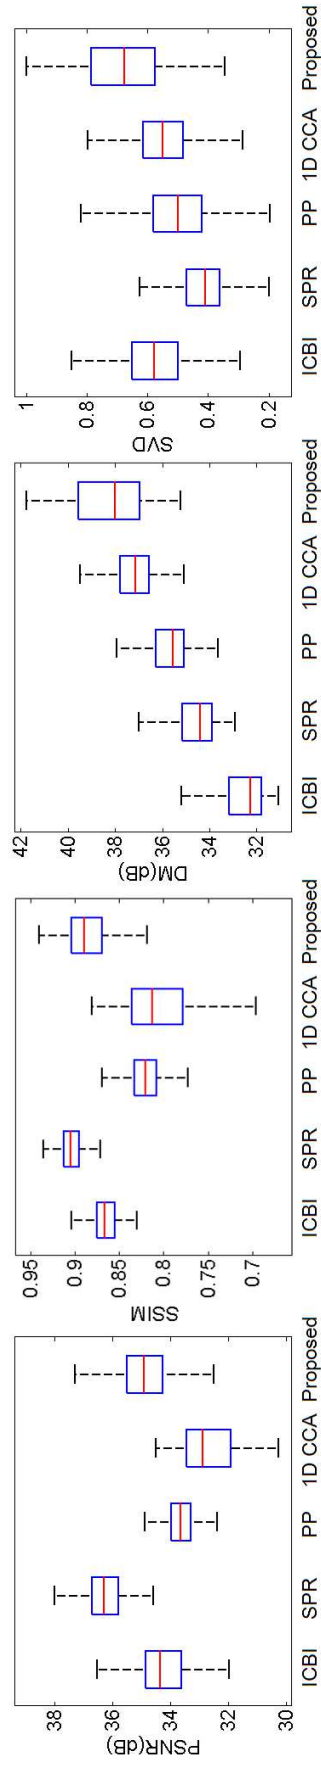 PSNR(dB)
38
36
34
32
30
ICBI SPR PP 1D CCA Proposed
SSIM
0.95
0.9
0.85
0.8
0.75
0.7
ICBI SPR PP 1D CCA Proposed
DM(dB)
42
40
38
36
34
32
ICBI SPR PP 1D CCA Proposed
SVD
1
0.8
0.6
0.4
0.2
ICBI SPR PP 1D CCA Proposed